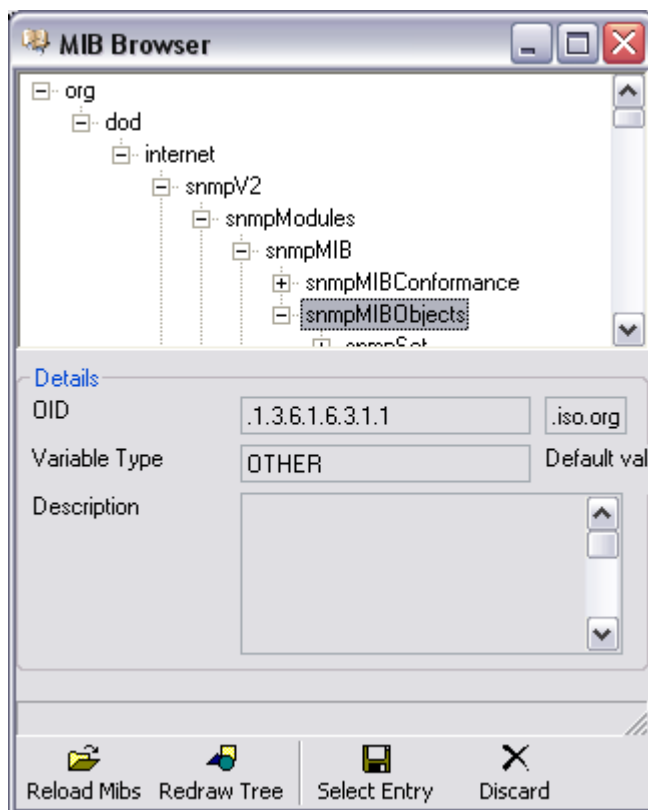 MIB Browser
org
dod
internet
snmpV2
snmpModules
snmpMIB
snmpMIBConformance
snmpMIBObjects
snmpSet
Details
OID .1.3.6.1.6.3.1.1 .iso.org
Variable Type OTHER Default val
Description
Reload Mibs Redraw Tree Select Entry Discard